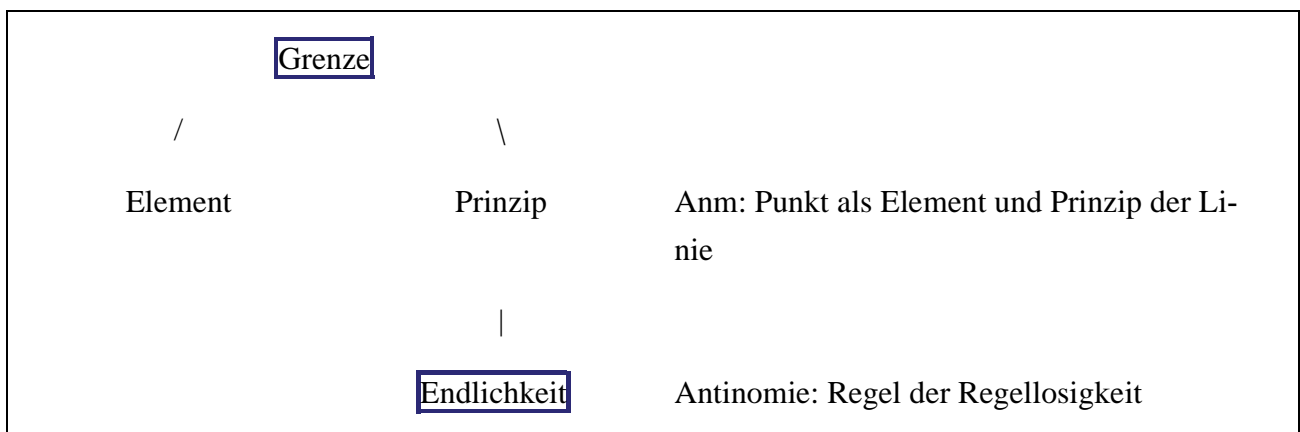 Grenze
/ \
Element Prinzip Anm: Punkt als Element und Prinzip der Li-
nie
|
Endlichkeit Antinomie: Regel der Regellosigkeit